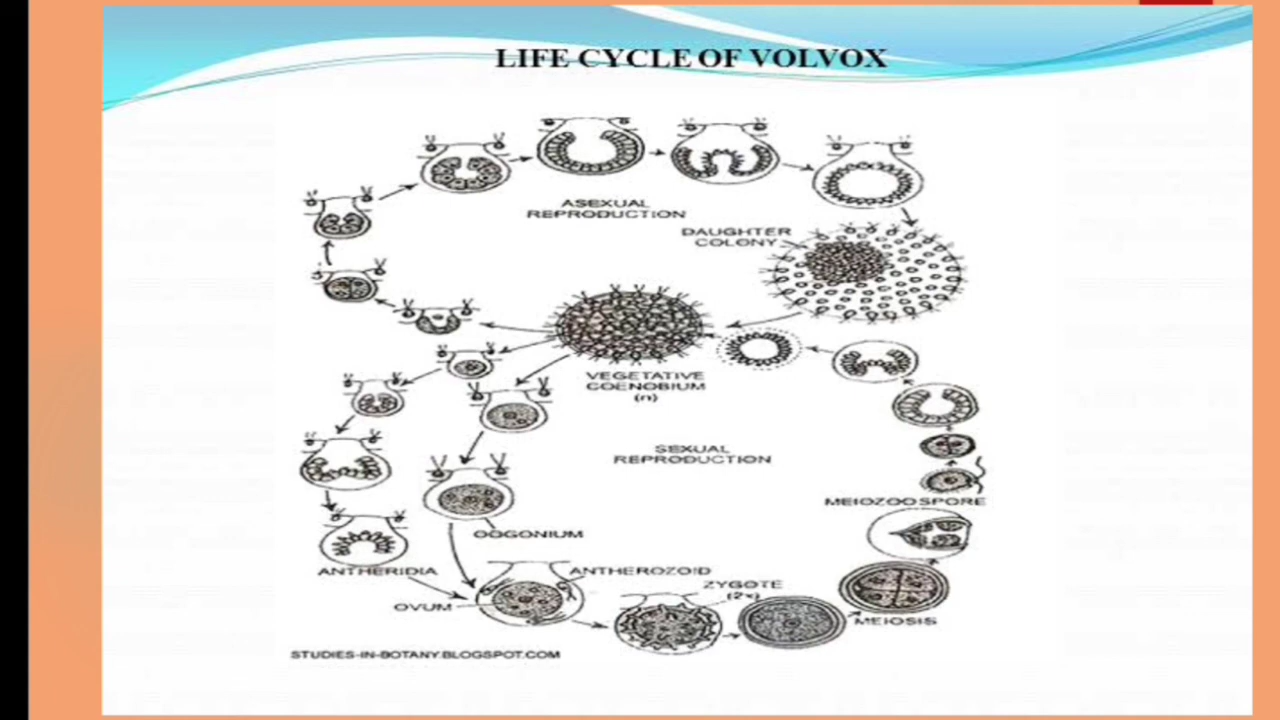 LIFE CYCLE OF VOLVOX
ASEXUAL
REPRODUCTION
DAUGHTER
COLONY
VEGETATIVE
COENOBIUM
(n)
SEXUAL
REPRODUCTION
MEIOZOOSPORE
OOGONIUM
ANTHERIDIA
ANTHEROZOID
ZYGOTE
OVUM
MEIOSIS
STUDIES-IN-BOTANY.BLOGSPOT.COM